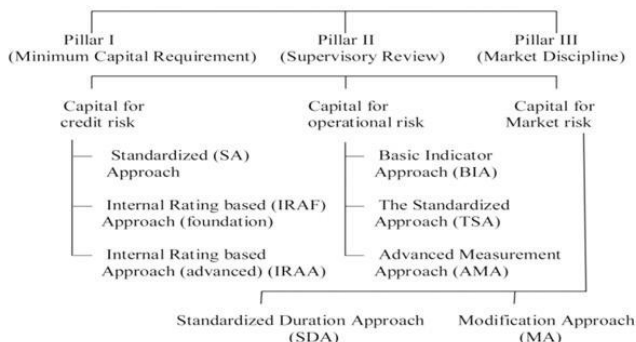 Pillar I Pillar II Pillar III
(Minimum Capital Requirement) (Supervisory Review) (Market Discipline)
Capital for Capital for Capital for
credit risk operational risk Market risk
Standardized (SA) Basic Indicator
Approach Approach (BIA)
Internal Rating based (IRAF) The Standardized
Approach (foundation) Approach (TSA)
Internal Rating based Advanced Measurement
Approach (advanced) (IRAA) Approach (AMA)
Standardized Duration Approach Modification Approach
(SDA) (MA)